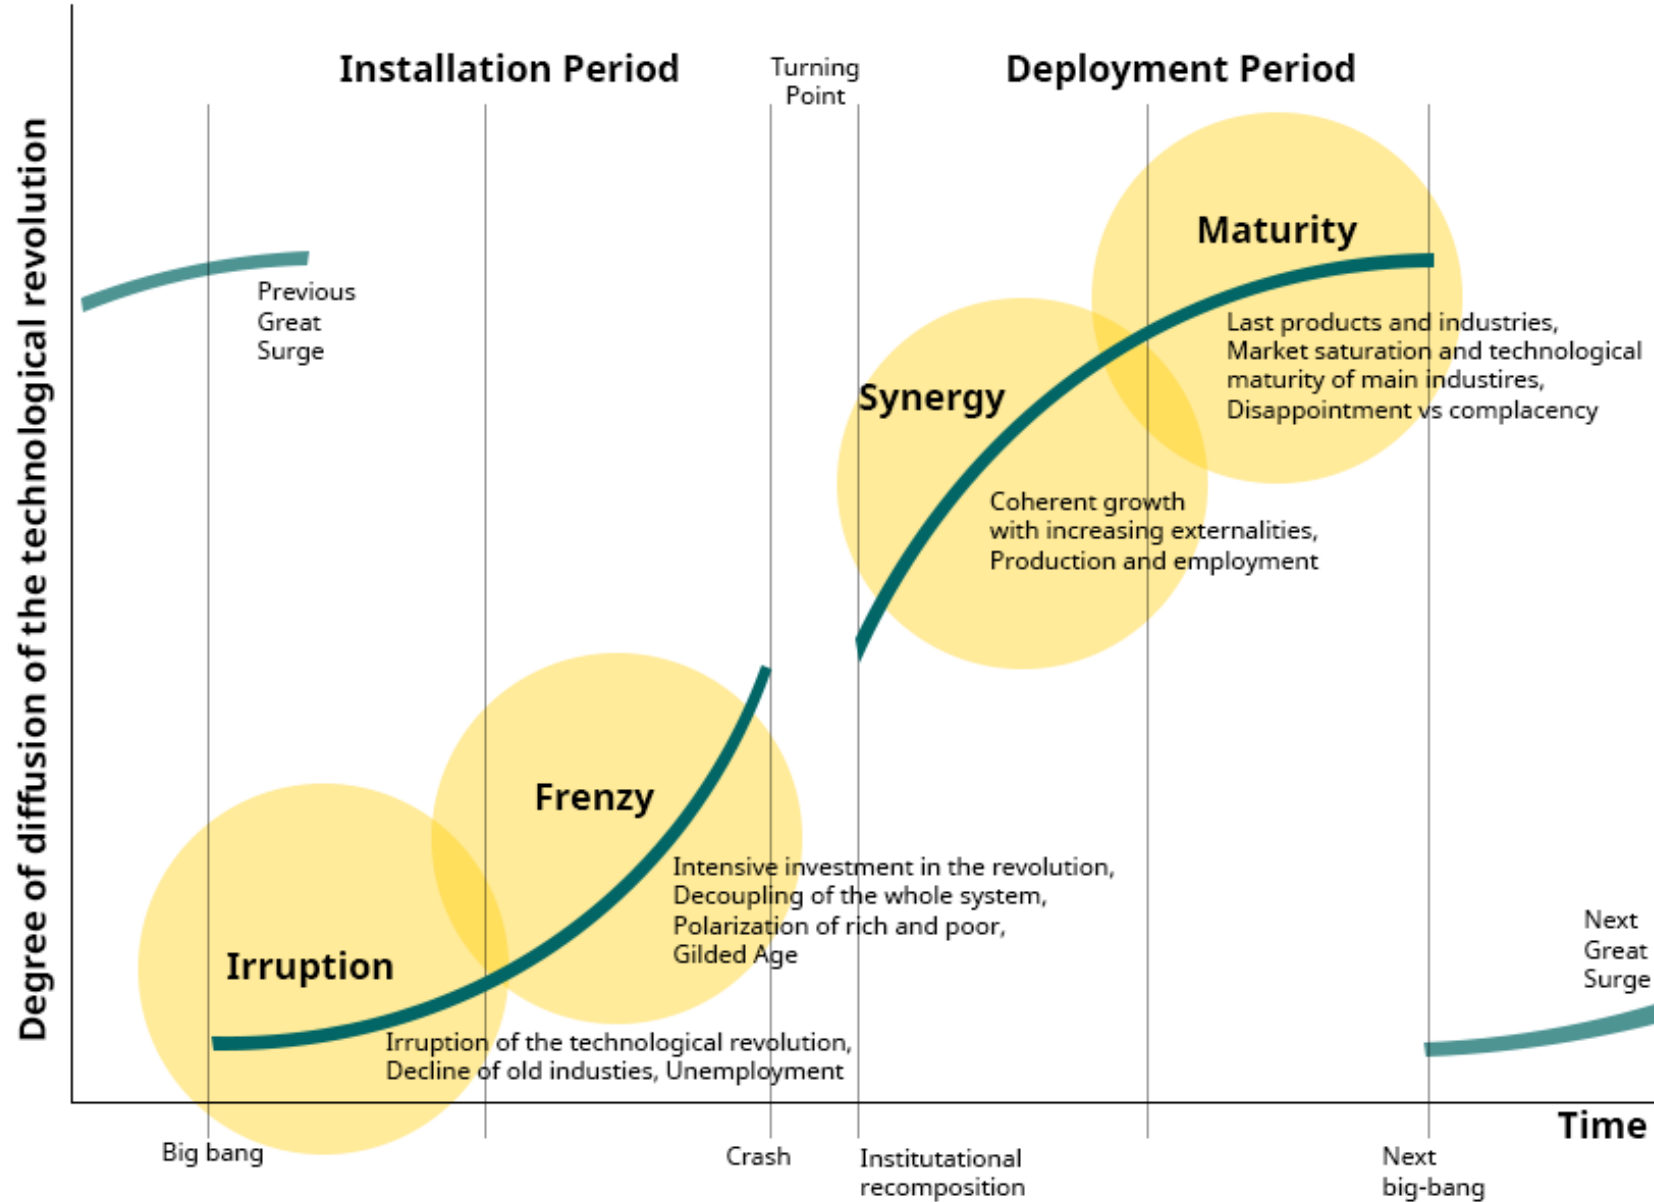 Installation Period
Turning
Point
Deployment Period
Degree of diffusion of the technological revolution
Previous
Great
Surge
Maturity
Last products and industries,
Market saturation and technological
maturity of main industires,
Disappointment vs complacency
Synergy
Coherent growth
with increasing externalities,
Production and employment
Frenzy
Intensive investment in the revolution,
Decoupling of the whole system,
Polarization of rich and poor,
Gilded Age
Irruption
Irruption of the technological revolution,
Decline of old industies, Unemployment
Next
Great
Surge
Time
Big bang
Crash
Institutational
recomposition
Next
big-bang